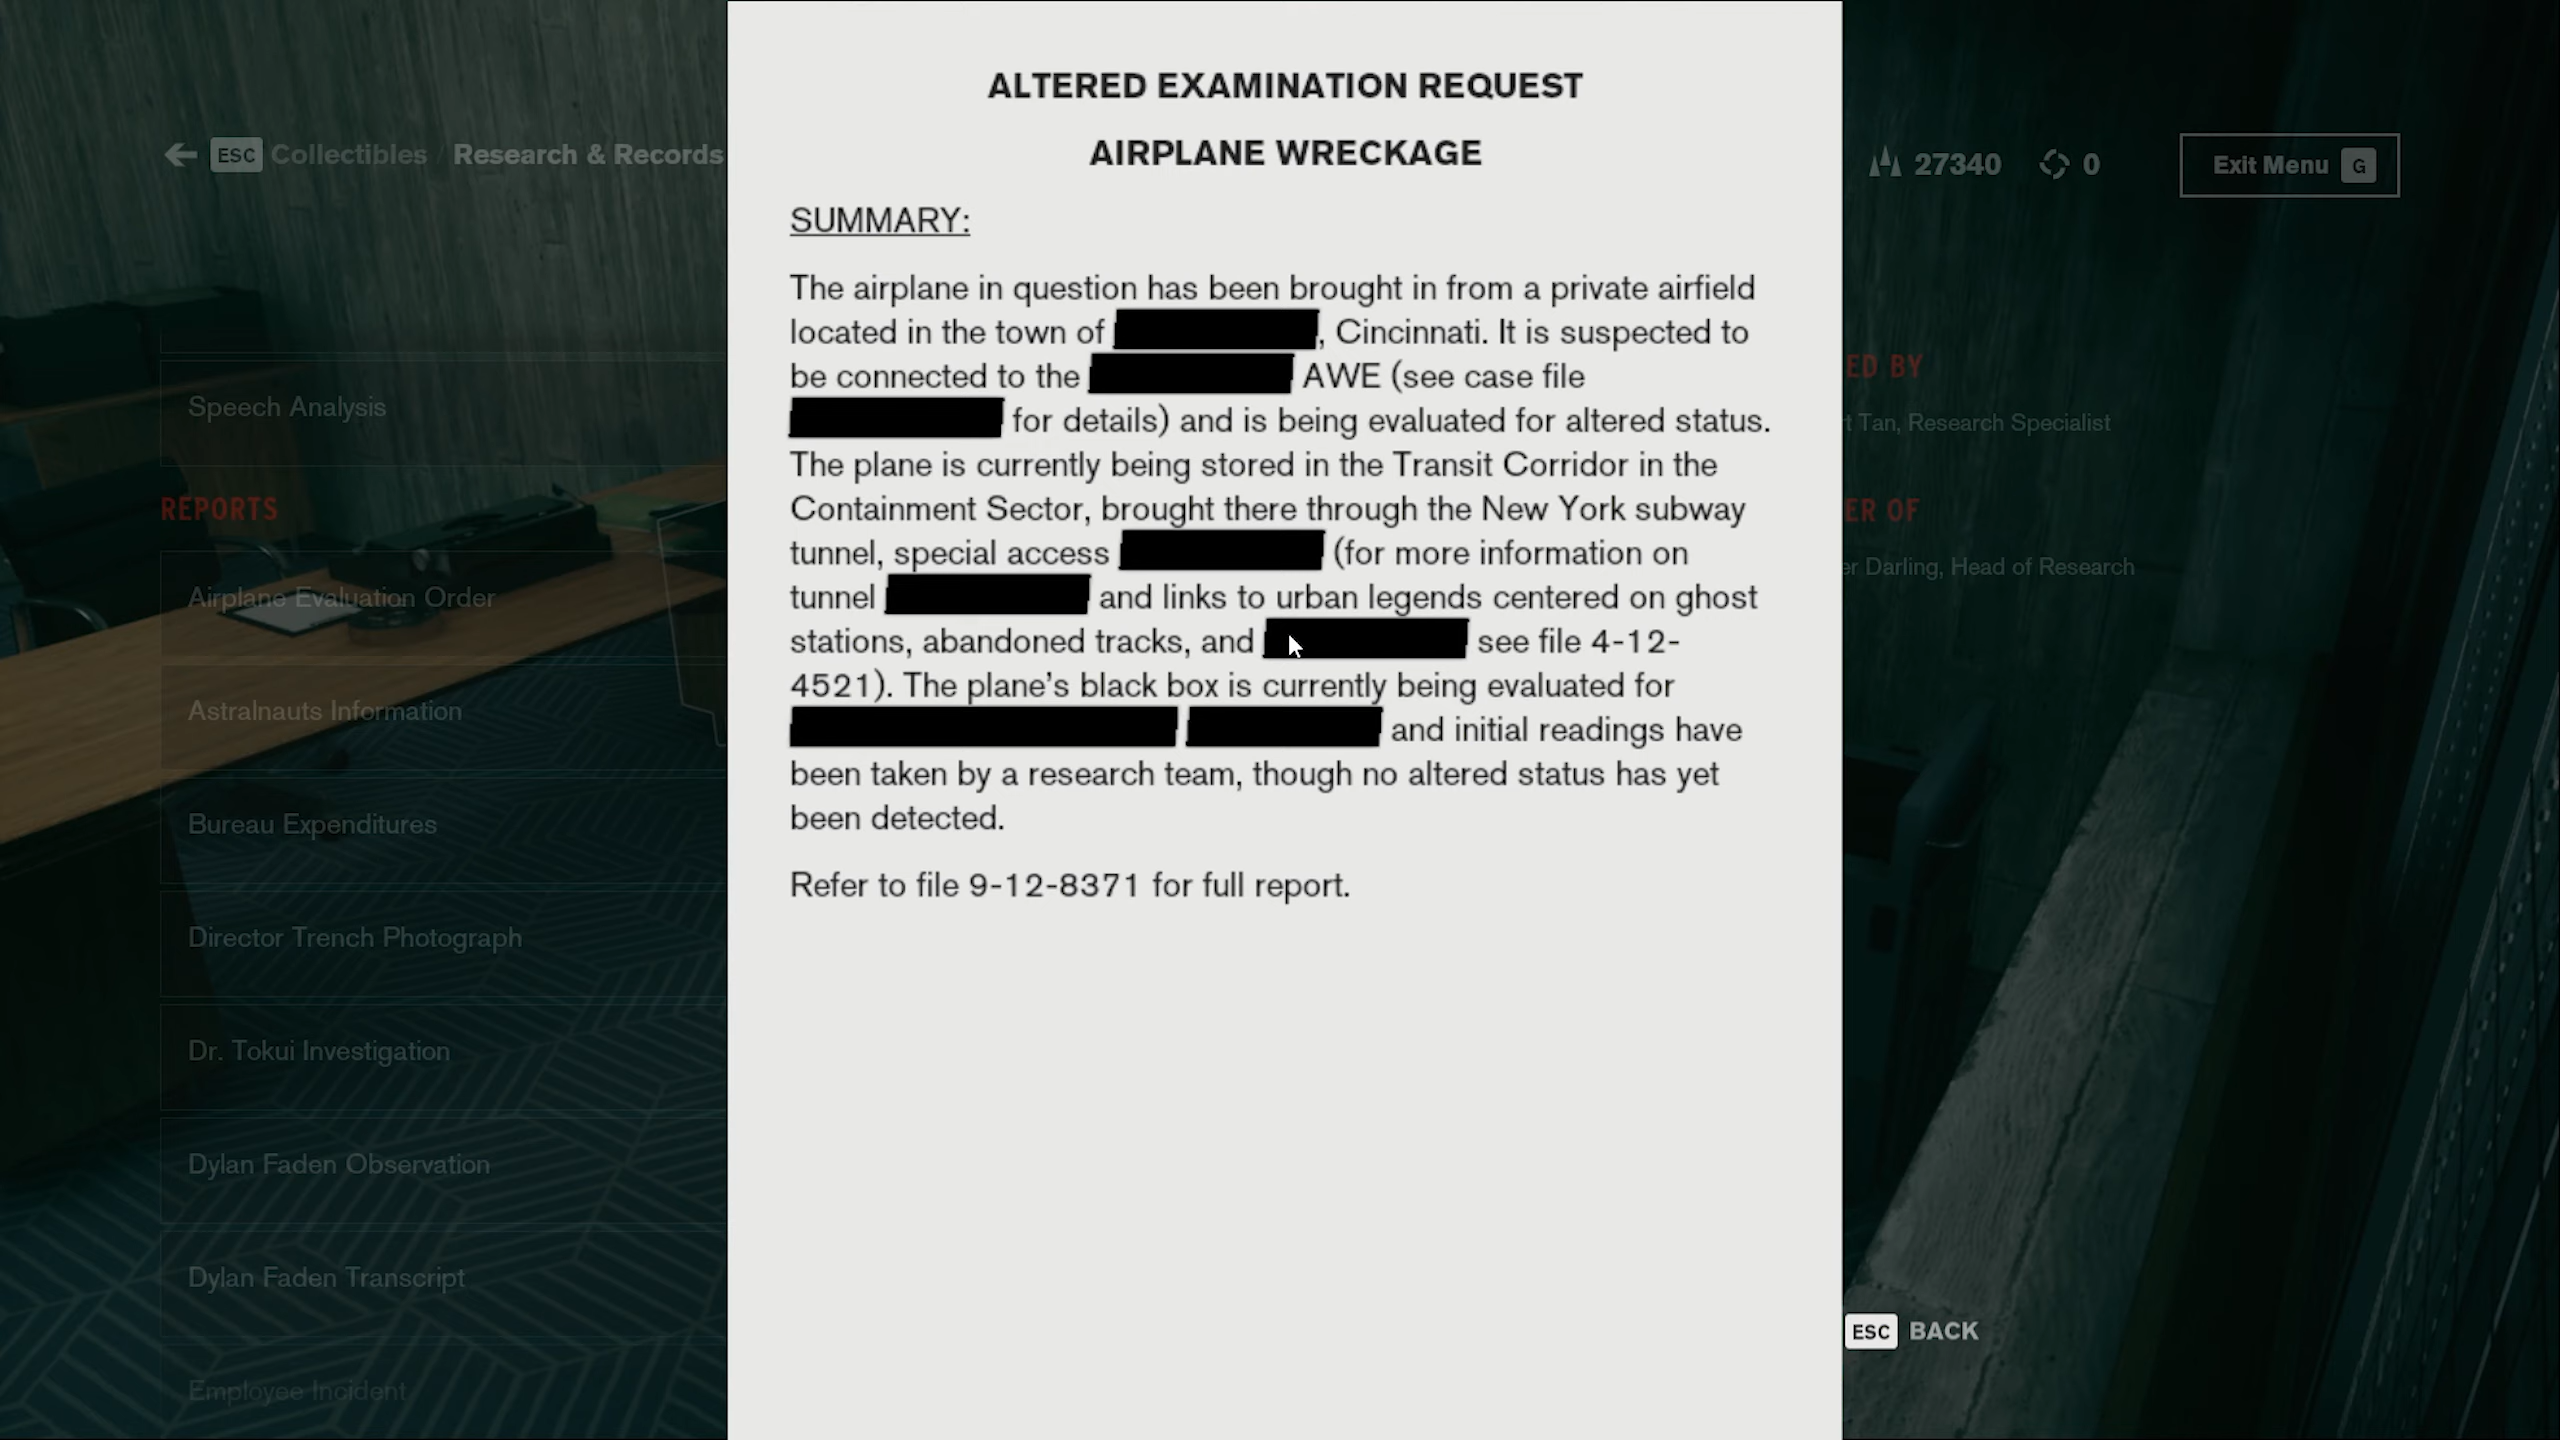 ESC Collectibles / Research & Records
27340
0
Exit Menu G
Speech Analysis
REPORTS
Airplane Evaluation Order
Astralnauts Information
Bureau Expenditures
Director Trench Photograph
Dr. Tokui Investigation
Dylan Faden Observation
Dylan Faden Transcript
Employee Incident
ALTERED EXAMINATION REQUEST
AIRPLANE WRECKAGE
SUMMARY:
The airplane in question has been brought in from a private airfield
located in the town of , Cincinnati. It is suspected to
be connected to the AWE (see case file
for details) and is being evaluated for altered status.
The plane is currently being stored in the Transit Corridor in the
Containment Sector, brought there through the New York subway
tunnel, special access (for more information on
tunnel and links to urban legends centered on ghost
stations, abandoned tracks, and see file 4-12-
4521). The plane's black box is currently being evaluated for
and initial readings have
been taken by a research team, though no altered status has yet
been detected.
Refer to file 9-12-8371 for full report.
ED BY
t Tan, Research Specialist
ER OF
er Darling, Head of Research
ESC BACK